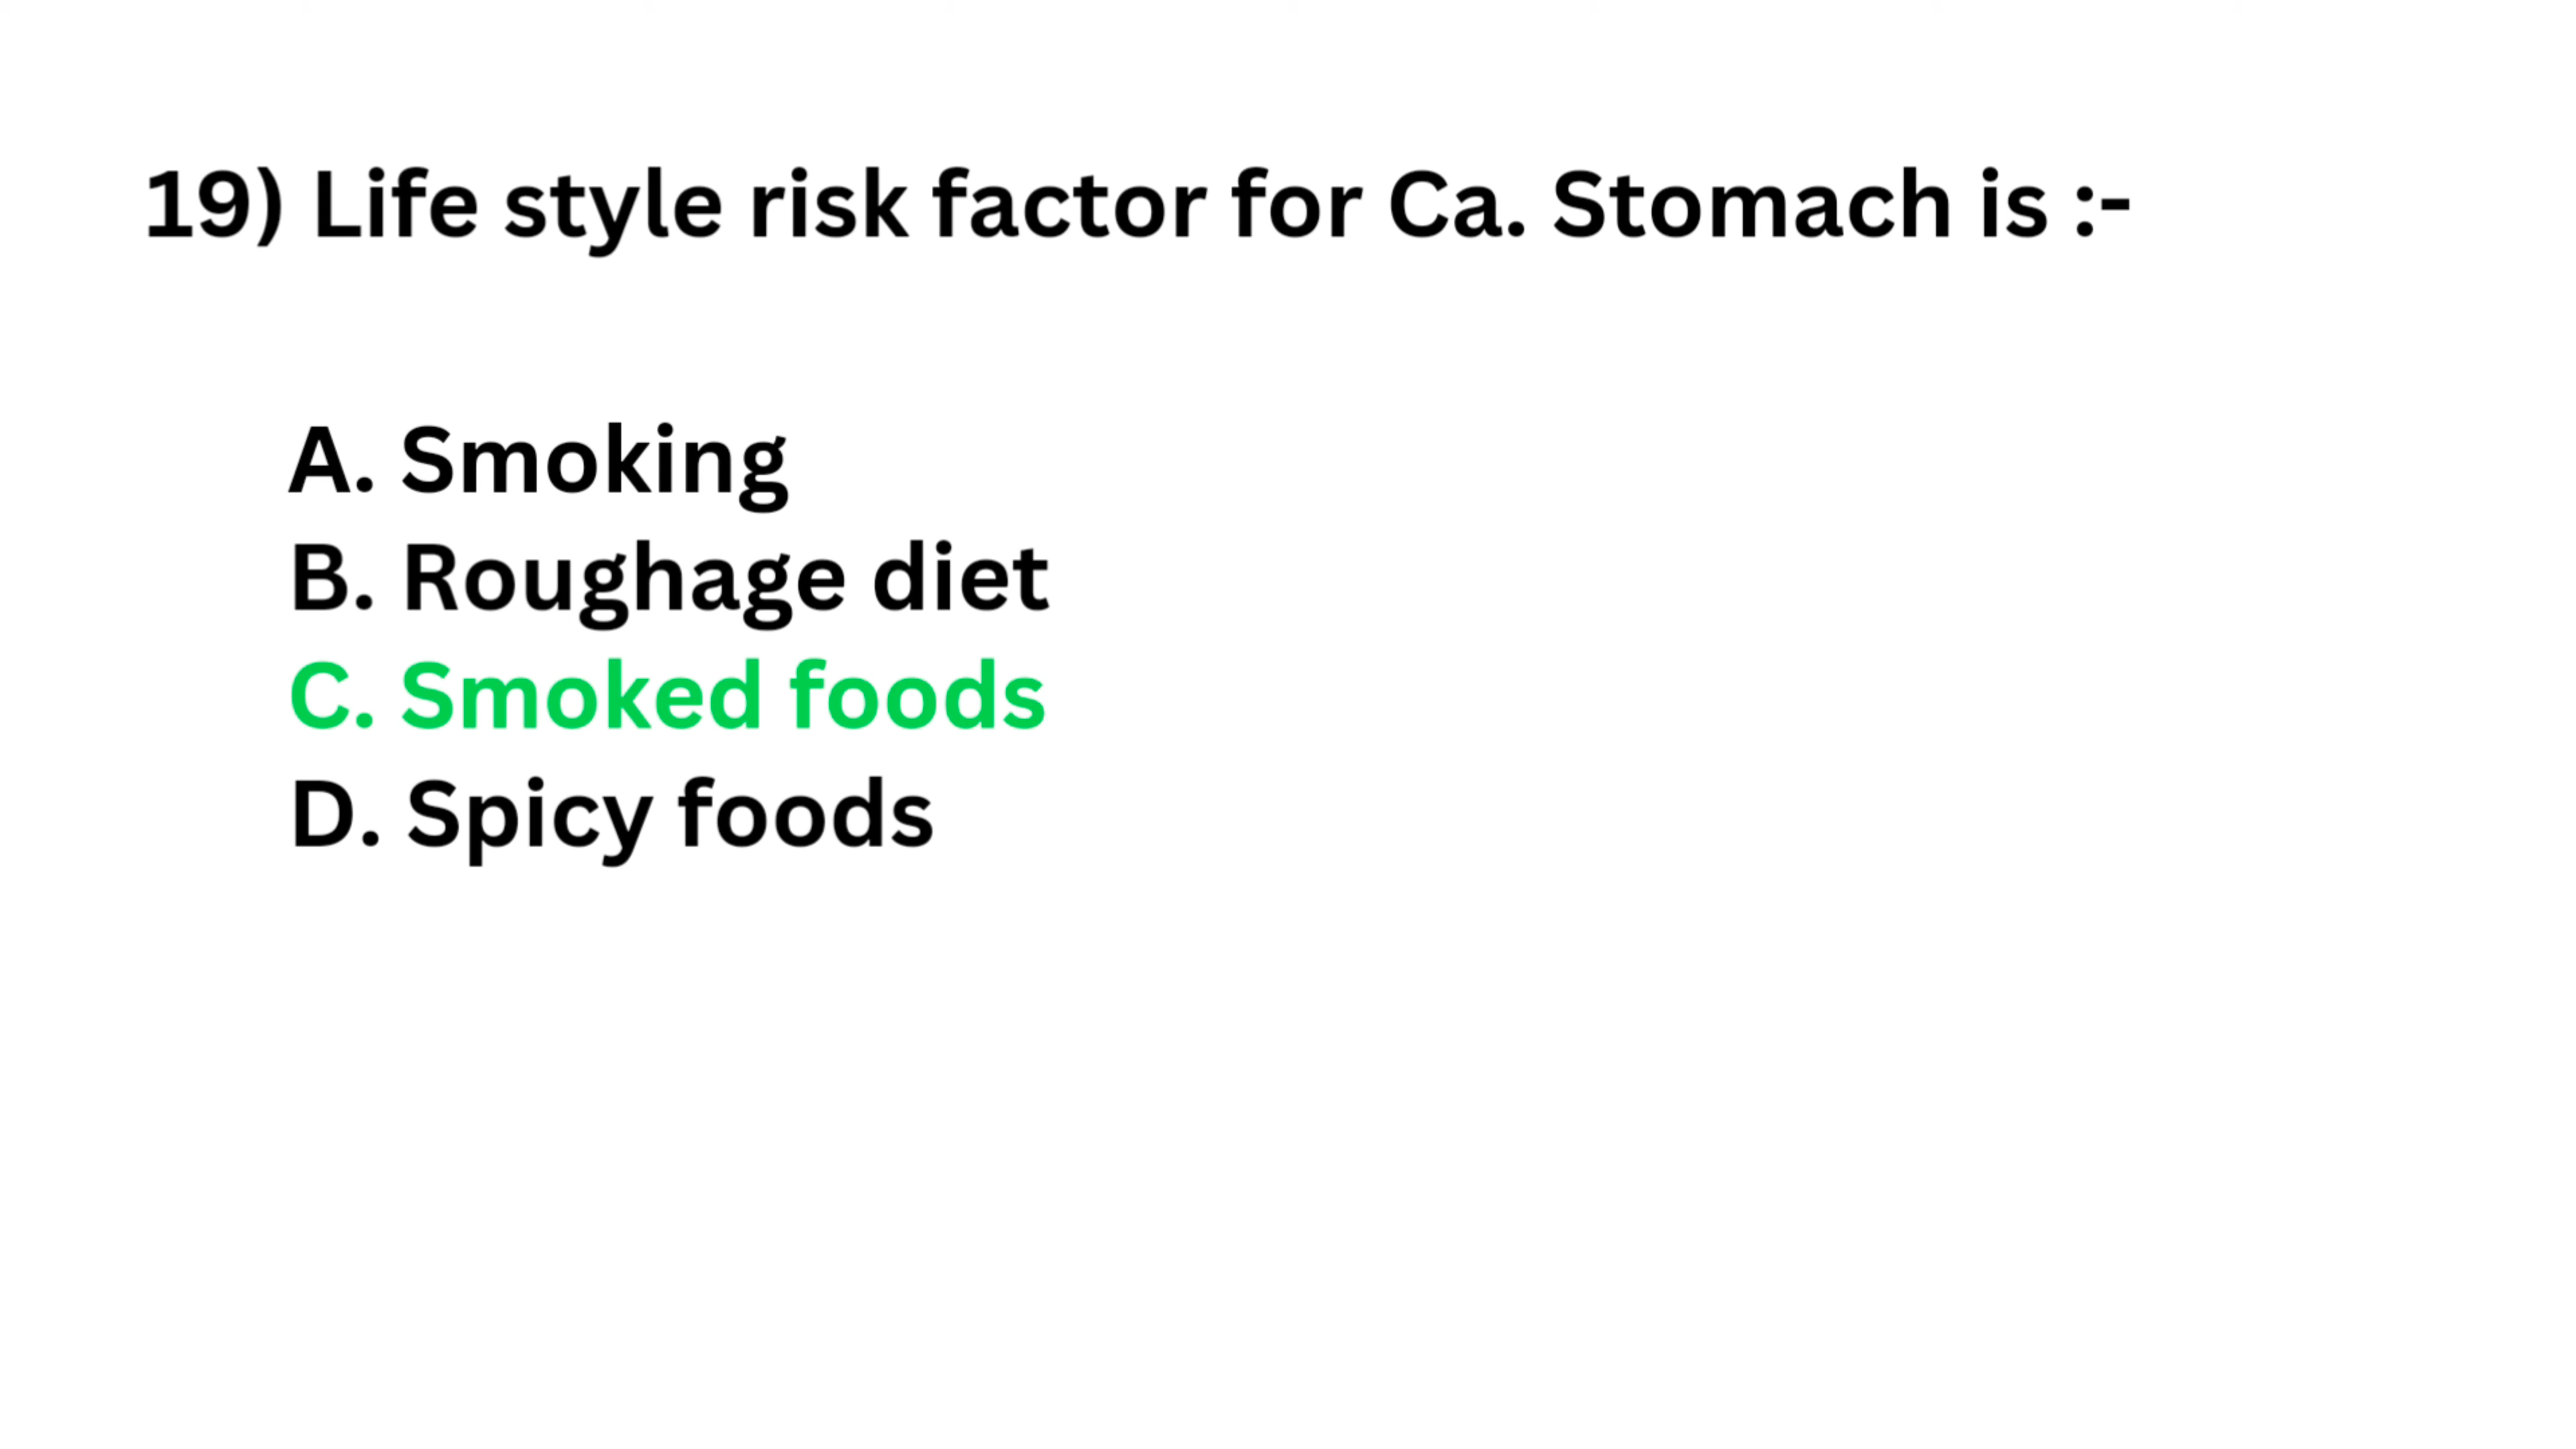 19) Life style risk factor for Ca. Stomach is :-
A. Smoking
B. Roughage diet
C. Smoked foods
D. Spicy foods